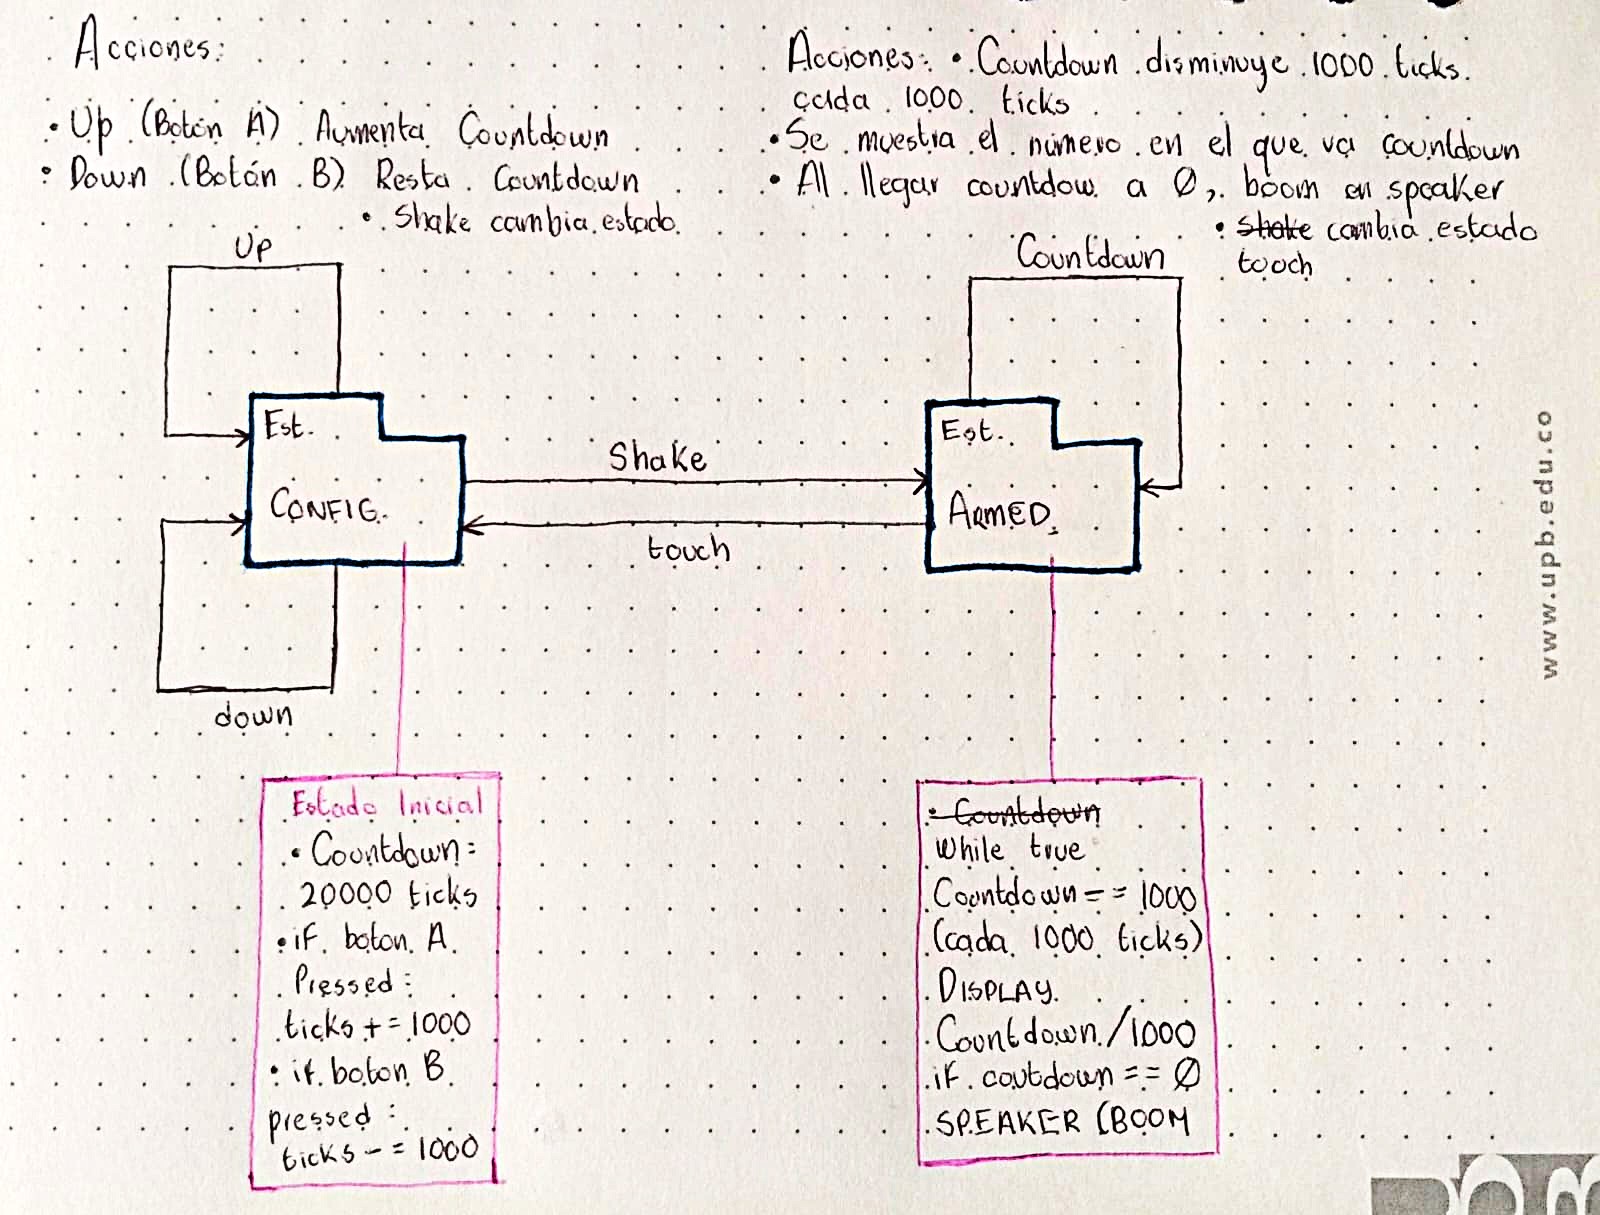 Acciones:
• Up (Botón A) Aumenta Countdown
• Down (Botón B) Resta Countdown
• Shake cambia estado.
Acciones: • Countdown disminuye 1000 ticks.
cada 1000 ticks
• Se muestra el número en el que va countdown
• Al llegar countdow a Ø, boom en speaker
• Shake cambia estado
tooch
Up
Countdown
Est.
CONFIG.
Shake
touch
Est.
ARMED.
down
www.upb.edu.co
Estado Inicial
• Countdown:
20000 ticks
• if boton A
Pressed:
ticks += 1000
• if boton B
pressed:
ticks -= 1000
• Countdown
While true
Countdown == 1000
(cada 1000 ticks)
DISPLAY
Countdown/1000
if coutdown == Ø
SPEAKER (BOOM